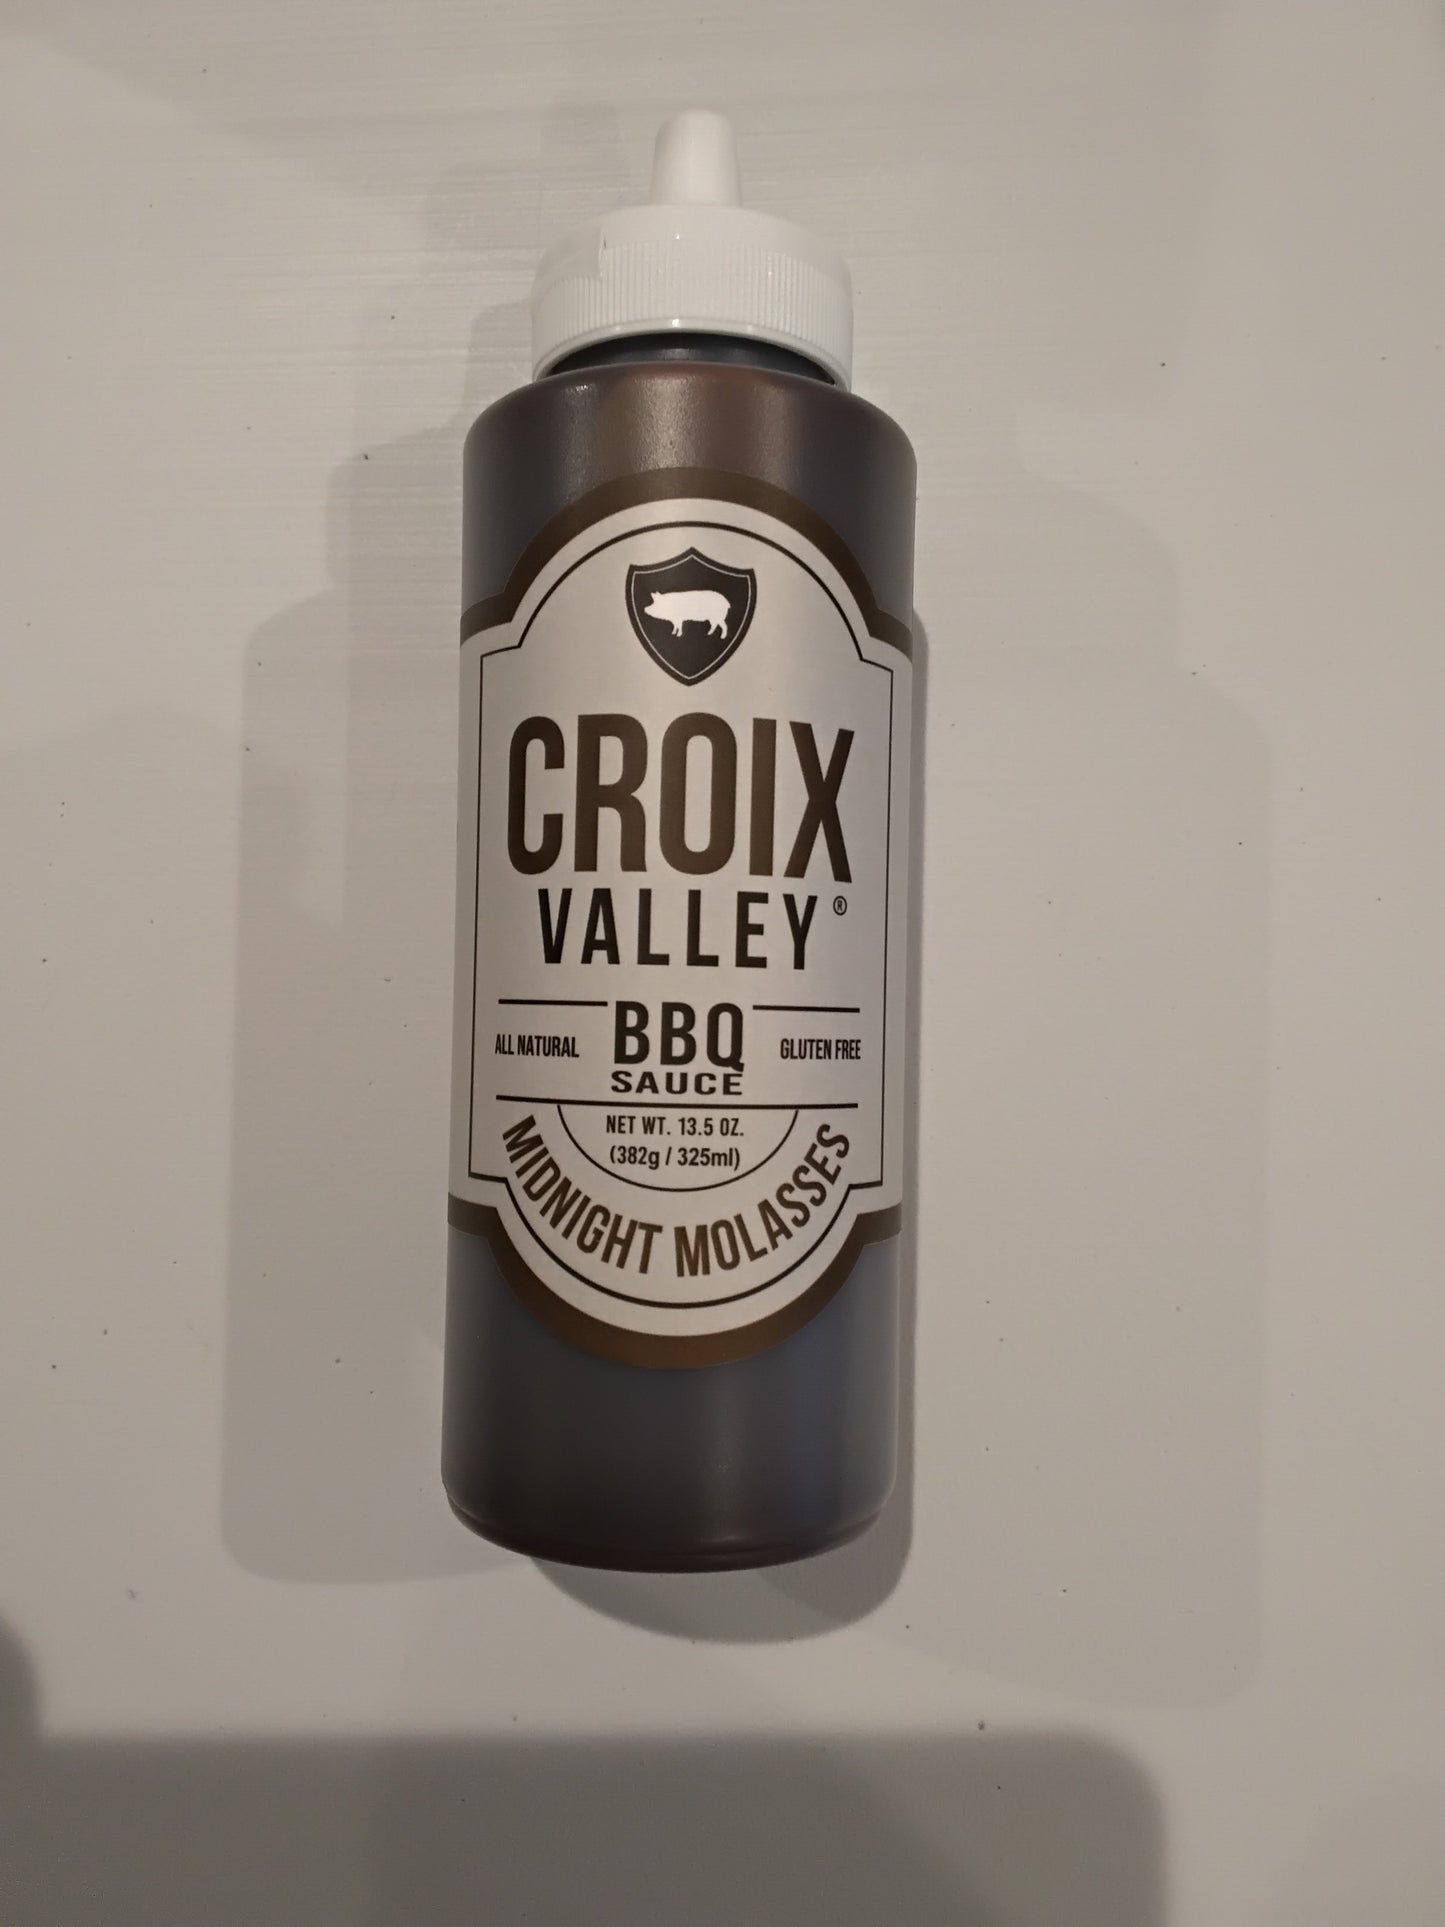 CROIX
VALLEY®
ALL NATURAL
BBQ
SAUCE
GLUTEN FREE
NET WT. 13.5 OZ.
(382g / 325ml)
MIDNIGHT MOLASSES